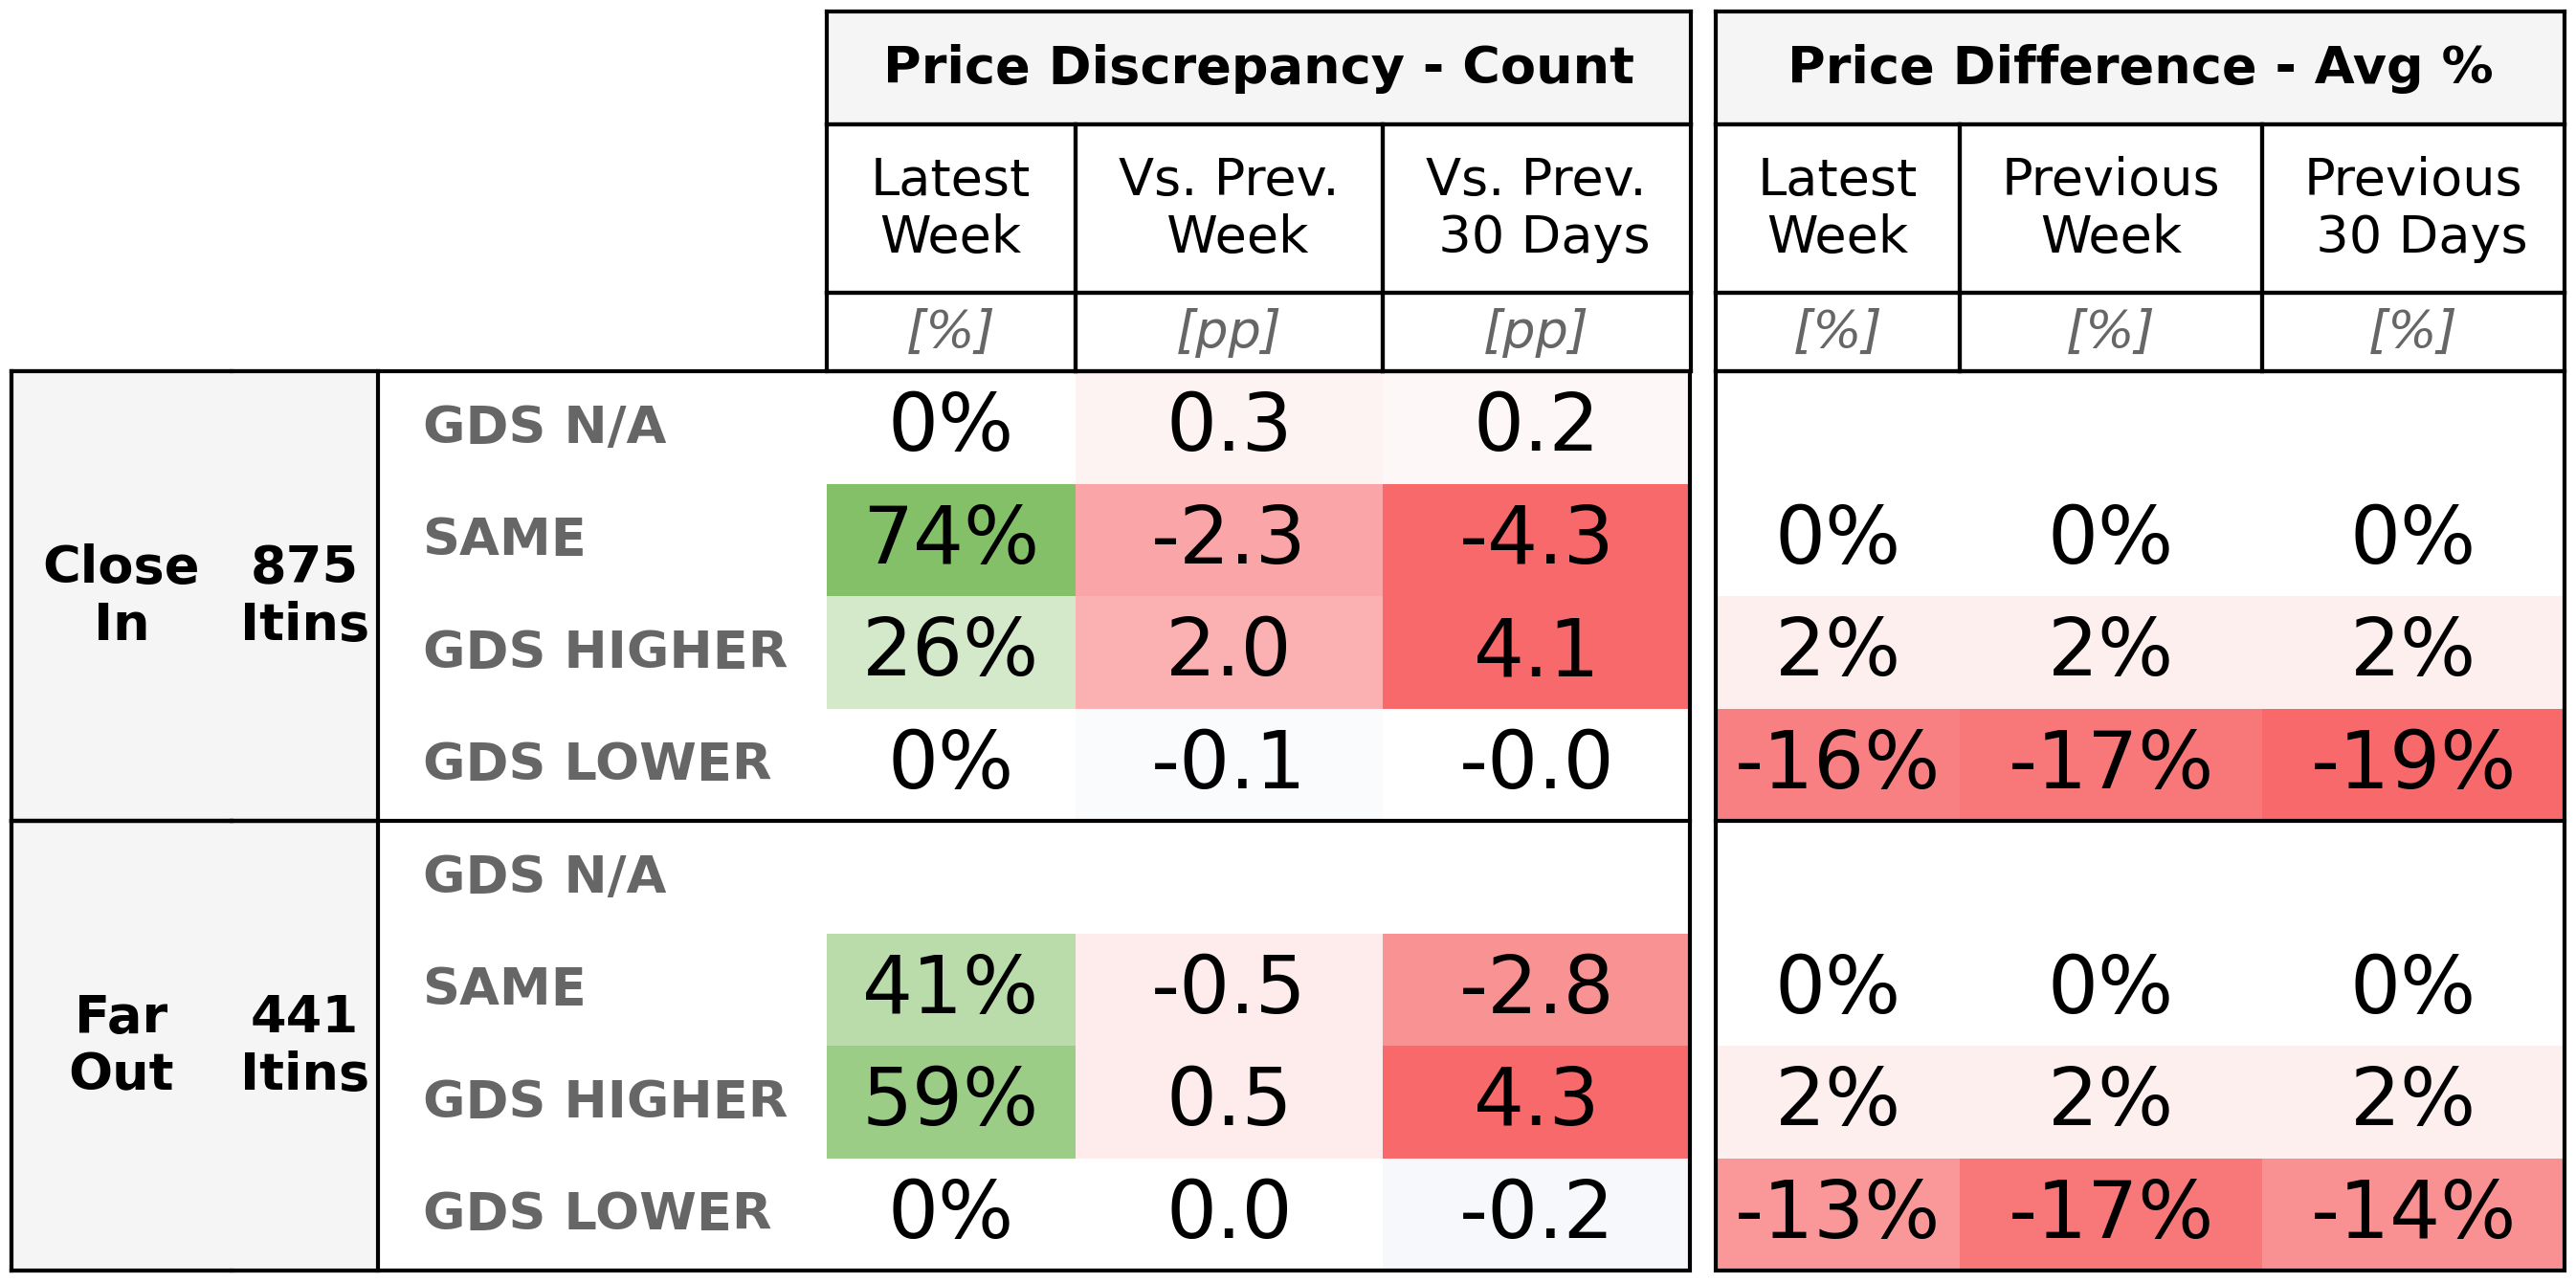 Price Discrepancy - Count Price Difference - Avg %
Latest Week Vs. Prev. Week Vs. Prev. 30 Days Latest Week Previous Week Previous 30 Days
[%] [pp] [pp] [%] [%] [%]
Close In 875 Itins
GDS N/A 0% 0.3 0.2
SAME 74% -2.3 -4.3 0% 0% 0%
GDS HIGHER 26% 2.0 4.1 2% 2% 2%
GDS LOWER 0% -0.1 -0.0 -16% -17% -19%
Far Out 441 Itins
GDS N/A
SAME 41% -0.5 -2.8 0% 0% 0%
GDS HIGHER 59% 0.5 4.3 2% 2% 2%
GDS LOWER 0% 0.0 -0.2 -13% -17% -14%